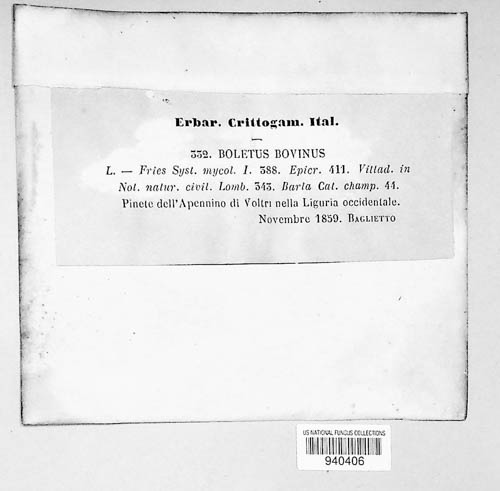 Erbar. Crittogam. Ital.
332. BOLETUS BOVINUS
L. — Fries Syst. mycol. I. 388. Epicr. 411. Vittad. in
Not. natur. civil. Lomb. 343. Barla Cat. champ. 44.
Pinete dell'Apennino di Voltri nella Liguria occidentale.
Novembre 1859. BAGLIETTO
US NATIONAL FUNGUS COLLECTIONS
940406